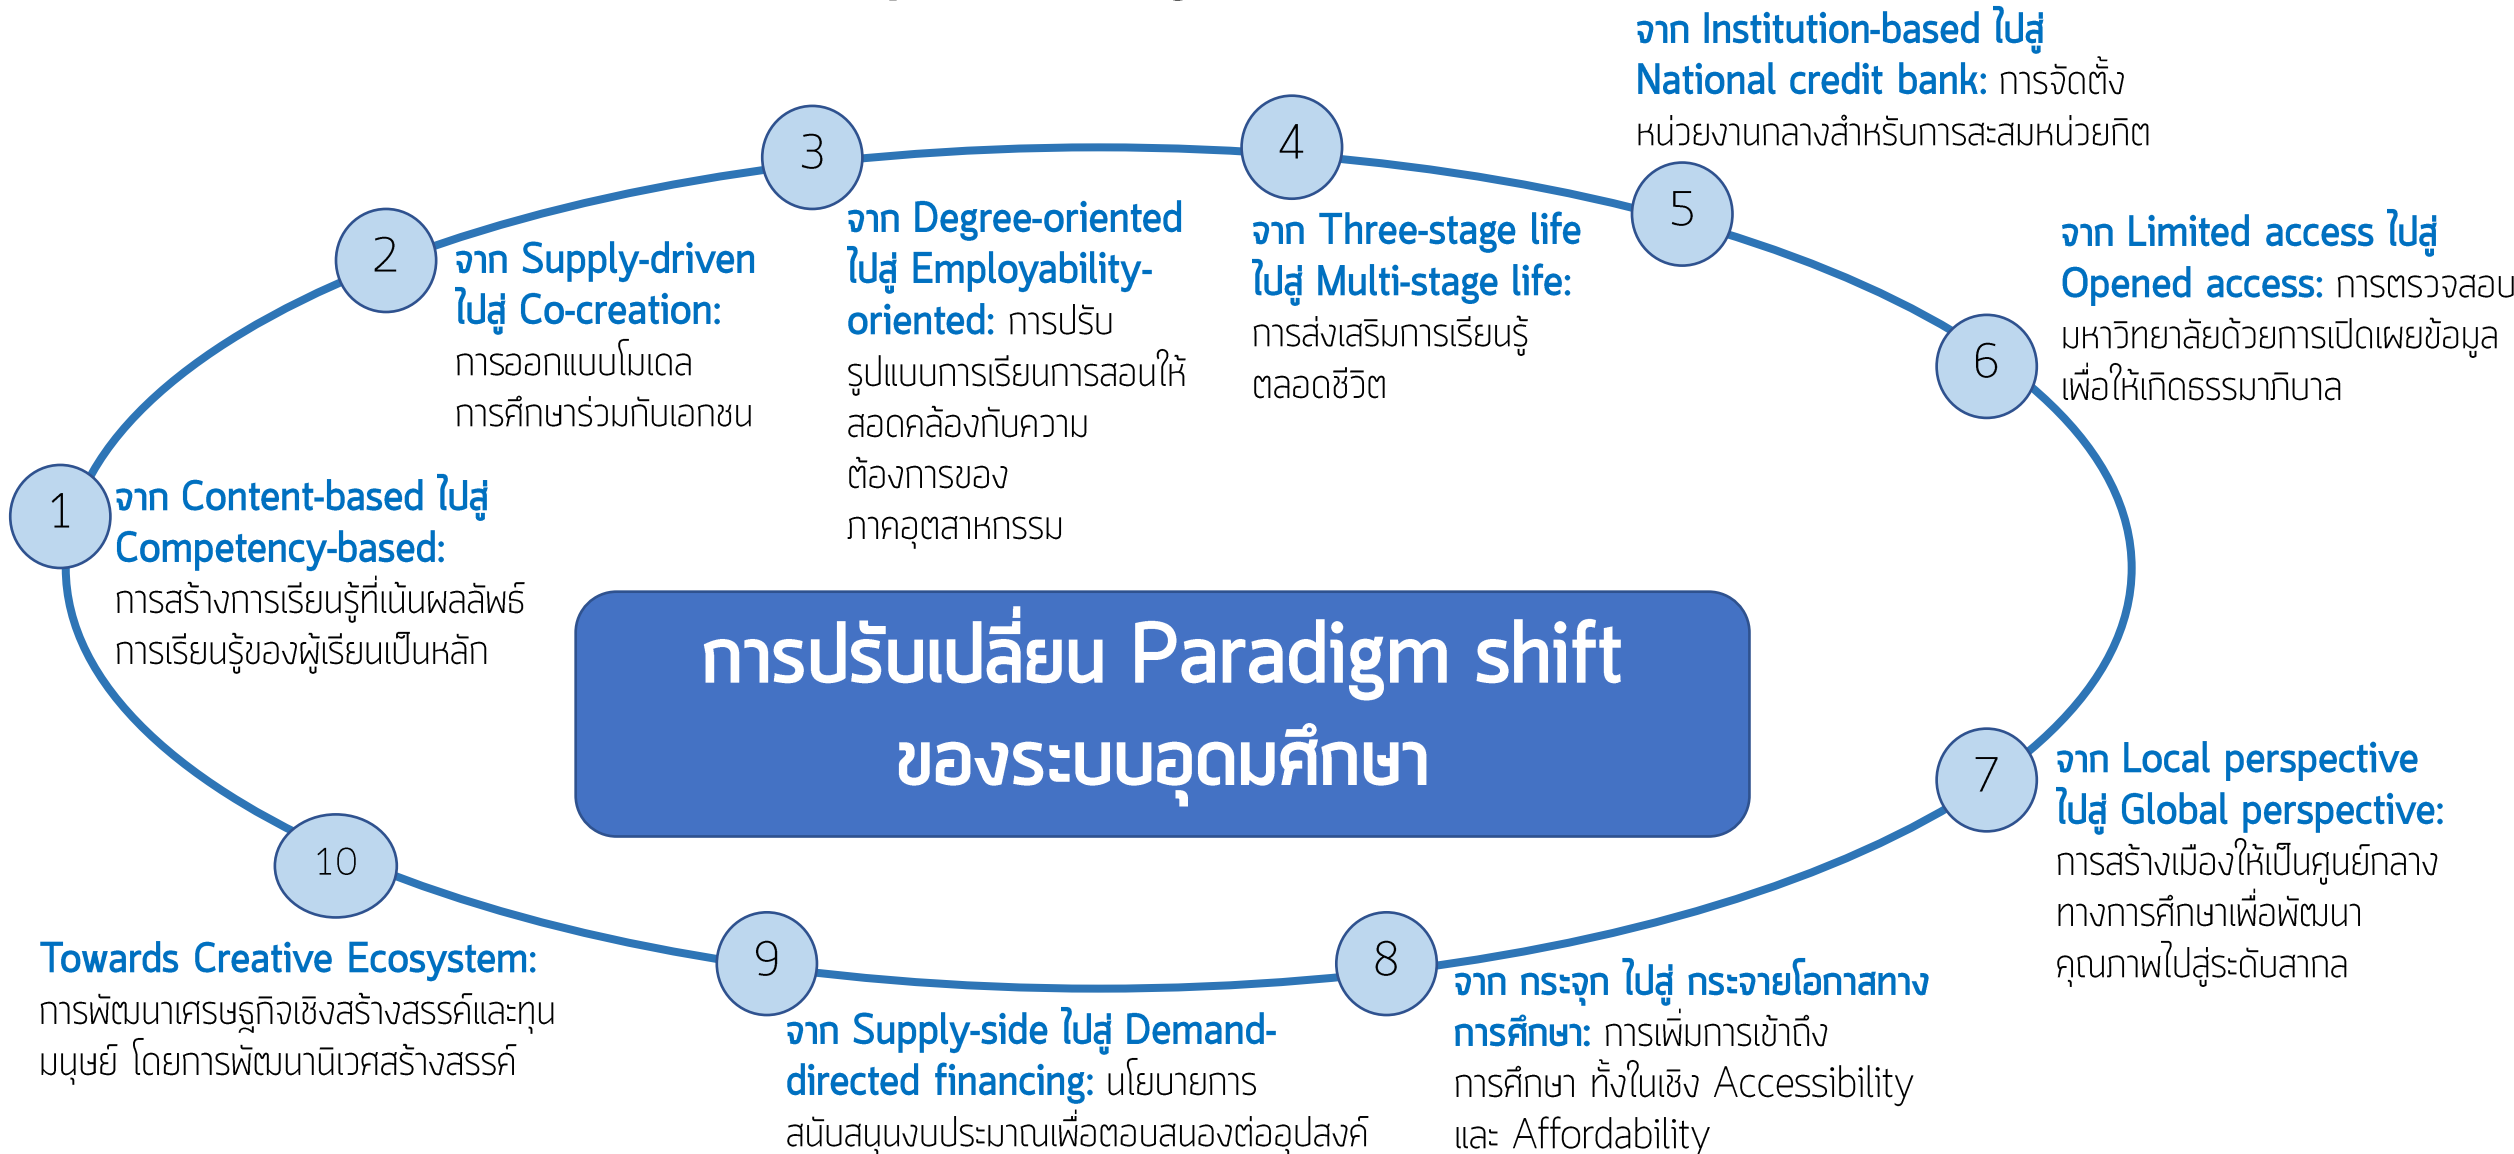 1
จาก Content-based ไปสู่
Competency-based:
การสร้างการเรียนรู้ที่เน้นผลลัพธ์
การเรียนรู้ของผู้เรียนเป็นหลัก
2
จาก Supply-driven
ไปสู่ Co-creation:
การออกแบบโมเดล
การศึกษาร่วมกับเอกชน
3
จาก Degree-oriented
ไปสู่ Employability-
oriented: การปรับ
รูปแบบการเรียนการสอนให้
สอดคล้องกับความ
ต้องการของ
ภาคอุตสาหกรรม
4
จาก Three-stage life
ไปสู่ Multi-stage life:
การส่งเสริมการเรียนรู้
ตลอดชีวิต
5
จาก Institution-based ไปสู่
National credit bank: การจัดตั้ง
หน่วยงานกลางสำหรับการสะสมหน่วยกิต
6
จาก Limited access ไปสู่
Opened access: การตรวจสอบ
มหาวิทยาลัยด้วยการเปิดเผยข้อมูล
เพื่อให้เกิดธรรมาภิบาล
การปรับเปลี่ยน Paradigm shift
ของระบบอุดมศึกษา
7
จาก Local perspective
ไปสู่ Global perspective:
การสร้างเมืองให้เป็นศูนย์กลาง
ทางการศึกษาเพื่อพัฒนา
คุณภาพไปสู่ระดับสากล
8
จาก กระจุก ไปสู่ กระจายโอกาสทาง
การศึกษา: การเพิ่มการเข้าถึง
การศึกษา ทั้งในเชิง Accessibility
และ Affordability
9
จาก Supply-side ไปสู่ Demand-
directed financing: นโยบายการ
สนับสนุนงบประมาณเพื่อตอบสนองต่ออุปสงค์
10
Towards Creative Ecosystem:
การพัฒนาเศรษฐกิจเชิงสร้างสรรค์และทุน
มนุษย์ โดยการพัฒนานิเวศสร้างสรรค์